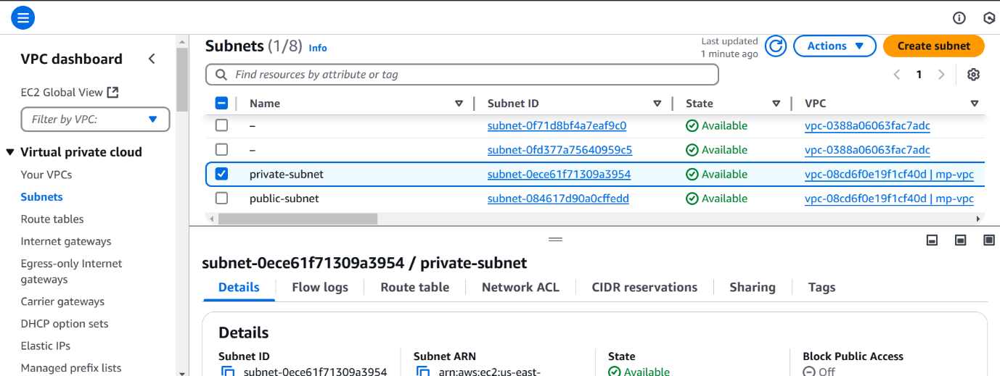 Subnets (1/8) Info
Last updated
1 minute ago
Actions
Create subnet
VPC dashboard
EC2 Global View
Filter by VPC:
Virtual private cloud
Your VPCs
Subnets
Route tables
Internet gateways
Egress-only Internet
gateways
Carrier gateways
DHCP option sets
Elastic IPs
Managed prefix lists
Find resources by attribute or tag
1
Name Subnet ID State VPC
– subnet-0f71d8bf4a7eaf9c0 Available vpc-0388a06063fac7adc
– subnet-0fd377a75640959c5 Available vpc-0388a06063fac7adc
private-subnet subnet-0ece61f71309a3954 Available vpc-08cd6f0e19f1cf40d | mp-vpc
public-subnet subnet-084617d90a0cffedd Available vpc-08cd6f0e19f1cf40d | mp-vpc
subnet-0ece61f71309a3954 / private-subnet
Details Flow logs Route table Network ACL CIDR reservations Sharing Tags
Details
Subnet ID Subnet ARN State Block Public Access
subnet-0ece61f71309a3954 arn:aws:ec2:us-east- Available Off